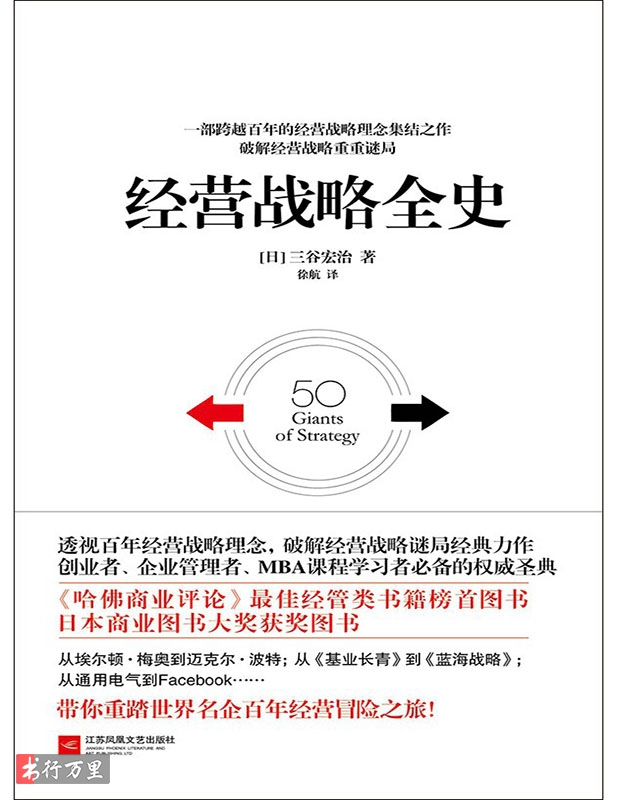 一部跨越百年的经营战略理念集结之作
破解经营战略重重谜局
经营战略全史
[日]三谷宏治 著
徐航 译
50
Giants
of Strategy
透视百年经营战略理念，破解经营战略谜局经典力作
创业者、企业管理者、MBA课程学习者必备的权威圣典
《哈佛商业评论》最佳经管类书籍榜首图书
日本商业图书大奖获奖图书
从埃尔顿·梅奥到迈克尔·波特；从《基业长青》到《蓝海战略》；
从通用电气到Facebook……
带你重踏世界名企百年经营冒险之旅！
江苏凤凰文艺出版社
JIANGSU PHOENIX LITERATURE AND
ART PUBLISHING, LTD
书行万里